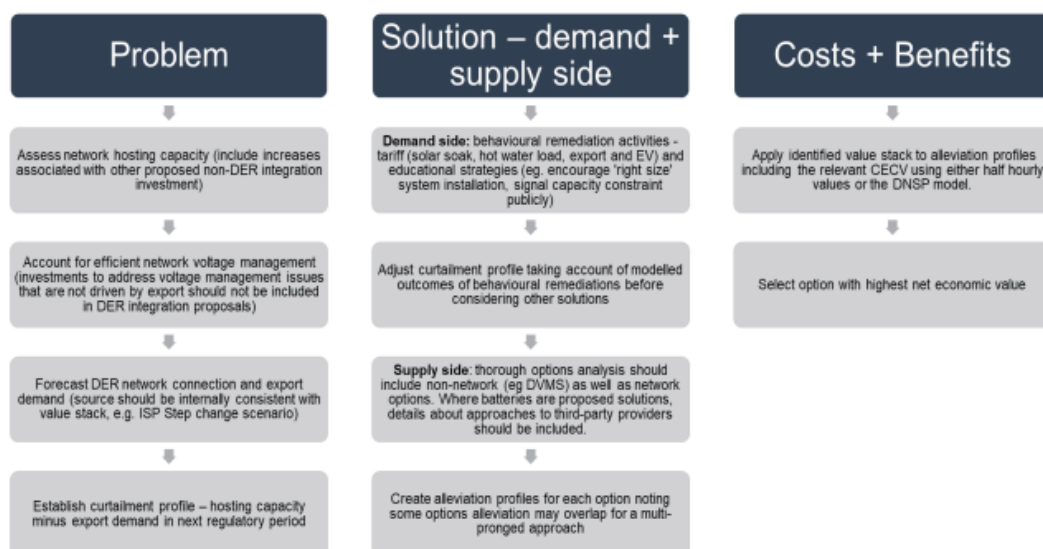 Problem
Assess network hosting capacity (include increases
associated with other proposed non-DER integration
investment)
Account for efficient network voltage management
(investments to address voltage management issues
that are not driven by export should not be included
in DER integration proposals)
Forecast DER network connection and export
demand (source should be internally consistent with
value stack, e.g. ISP Step change scenario)
Establish curtailment profile – hosting capacity
minus export demand in next regulatory period
Solution – demand +
supply side
Demand side: behavioural remediation activities -
tariff (solar soak, hot water load, export and EV) and
educational strategies (eg. encourage 'right size'
system installation, signal capacity constraint
publicly)
Adjust curtailment profile taking account of modelled
outcomes of behavioural remediations before
considering other solutions
Supply side: thorough options analysis should
include non-network (eg DVMS) as well as network
options. Where batteries are proposed solutions,
details about approaches to third-party providers
should be included.
Create alleviation profiles for each option noting
some options alleviation may overlap for a multi-
pronged approach
Costs + Benefits
Apply identified value stack to alleviation profiles
including the relevant CECV using either half hourly
values or the DNSP model.
Select option with highest net economic value